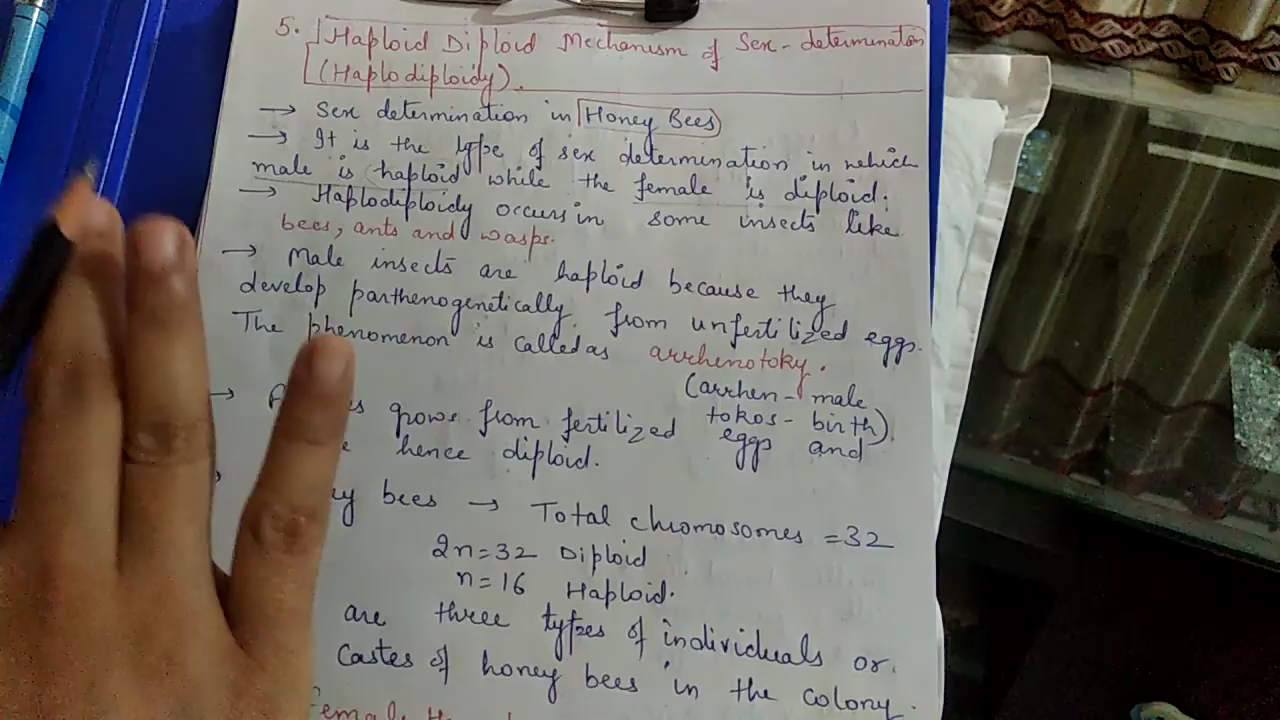 5. Haploid Diploid Mechanism of Sex-determination
(Haplodiploidy).
→ Sex determination in Honey Bees
→ It is the type of sex determination in which
male is haploid while the female is diploid.
→ Haplodiploidy occurs in some insects like
bees, ants and wasps.
→ Male insects are haploid because they
develop parthenogenetically from unfertilized eggs.
The phenomenon is called as arrhenotoky.
(arrhen - male
tokos - birth).
→ grows from fertilized eggs and
hence diploid.
bees → Total chromosomes = 32
2n = 32 Diploid
n = 16 Haploid.
are three types of individuals or
castes of honey bees in the colony.